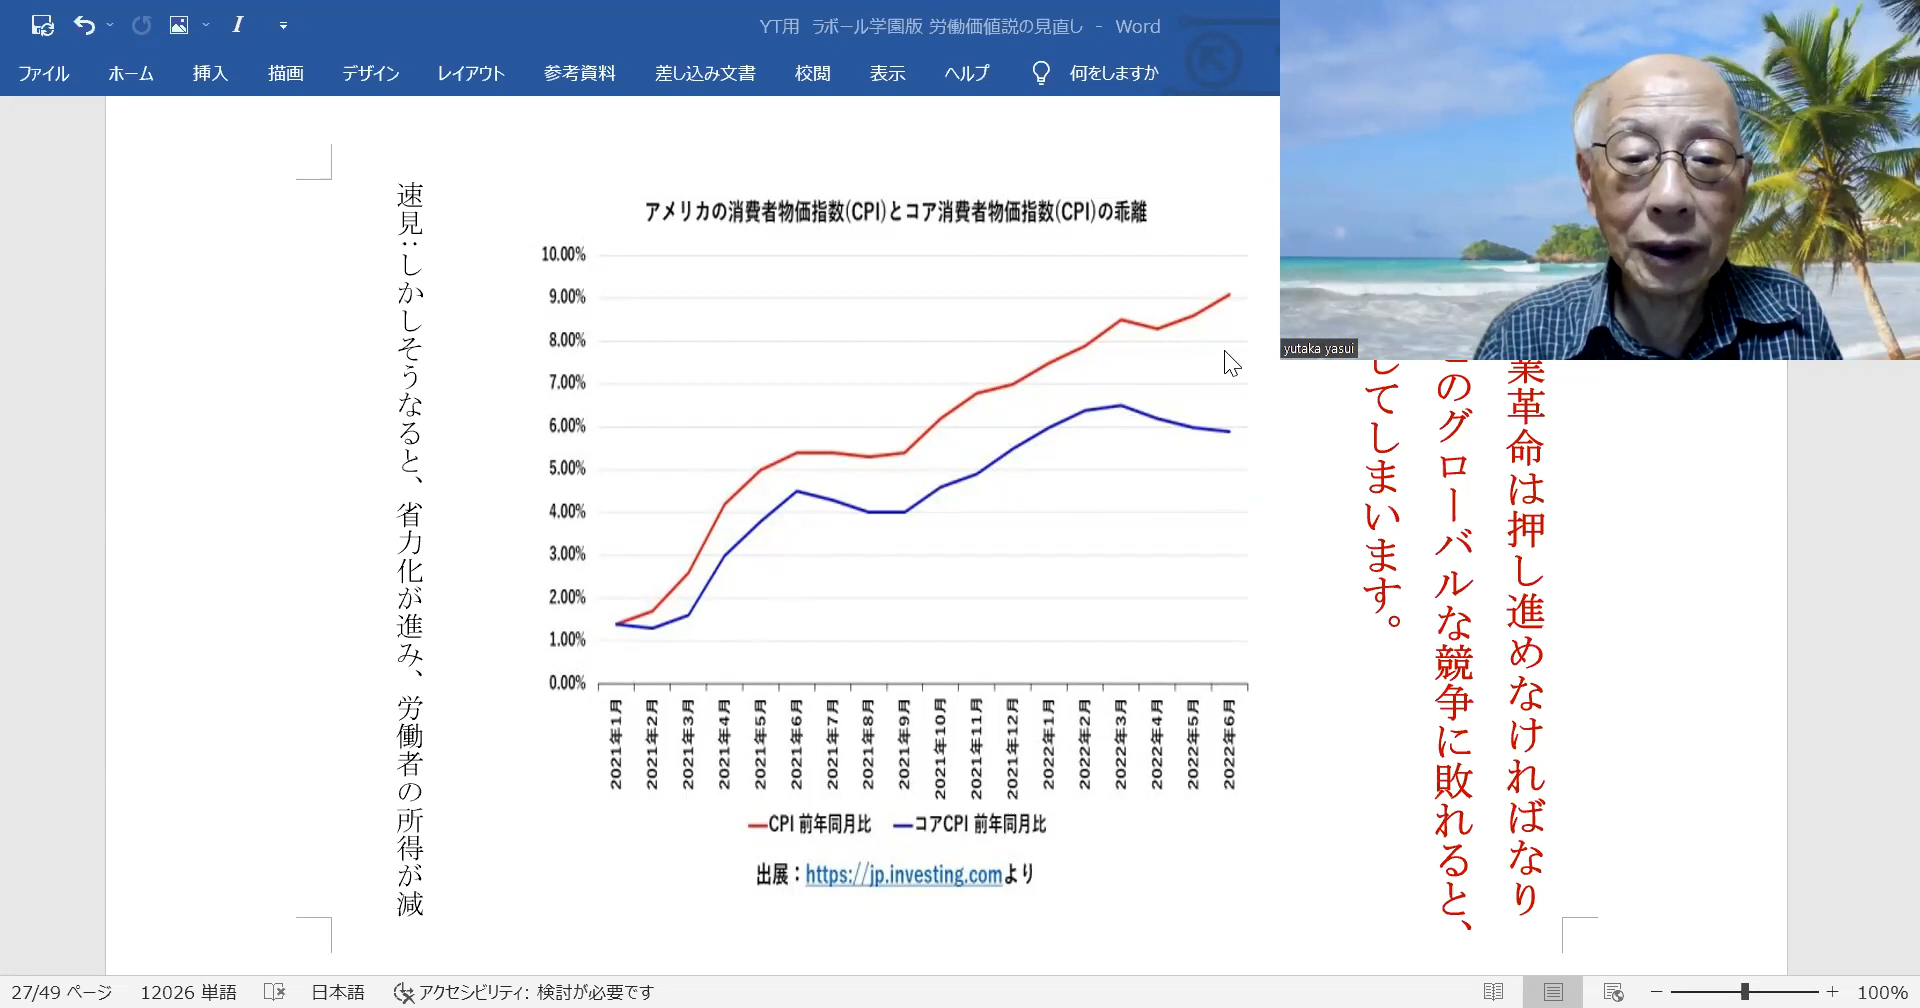 YT用 ラボール学園版 労働価値説の見直し - Word
ファイル ホーム 挿入 描画 デザイン レイアウト 参考資料 差し込み文書 校閲 表示 ヘルプ 何をしますか
yutaka yasui
業革命は押し進めなければなり
のグローバルな競争に敗れると、
してしまいます。
アメリカの消費者物価指数(CPI)とコア消費者物価指数(CPI)の乖離
10.00%
9.00%
8.00%
7.00%
6.00%
5.00%
4.00%
3.00%
2.00%
1.00%
0.00%
2021年1月
2021年2月
2021年3月
2021年4月
2021年5月
2021年6月
2021年7月
2021年8月
2021年9月
2021年10月
2021年11月
2021年12月
2022年1月
2022年2月
2022年3月
2022年4月
2022年5月
2022年6月
CPI 前年同月比 コアCPI 前年同月比
出展：https://jp.investing.comより
速見：しかしそうなると、省力化が進み、労働者の所得が減
27/49 ページ 12026 単語 日本語 アクセシビリティ: 検討が必要です 100%